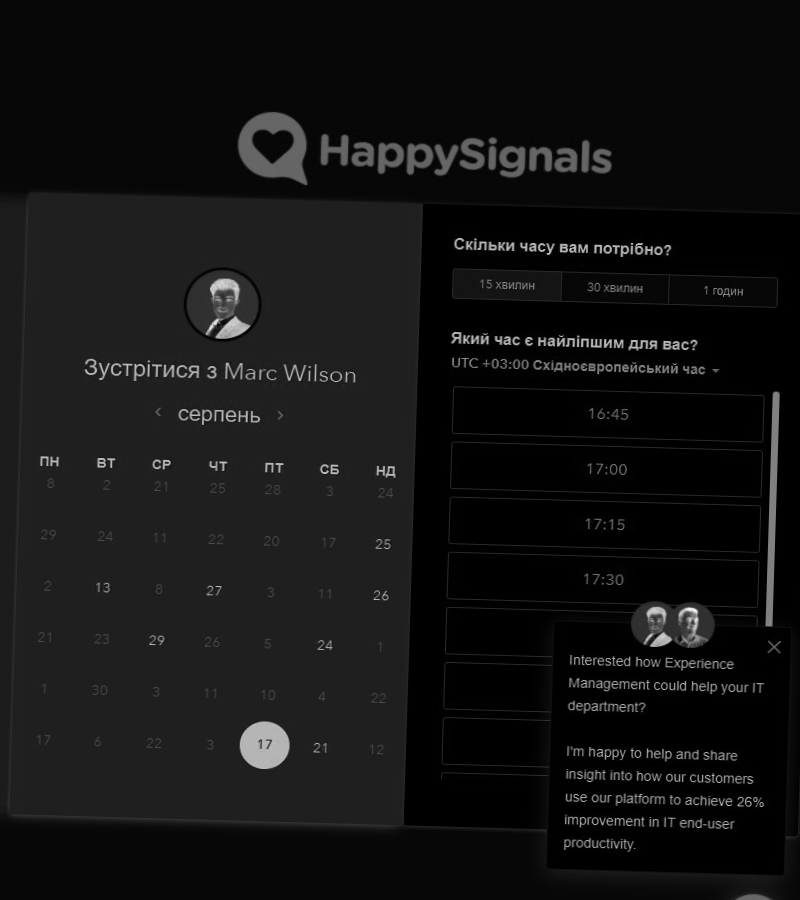 HappySignals
Зустрітися з Marc Wilson
серпень
ПН ВТ СР ЧТ ПТ СБ НД
8 2 21 25 28 3 24
29 24 11 22 20 17 25
2 13 8 27 3 11 26
21 23 29 26 5 24 1
1 30 3 11 10 4 22
17 6 22 3 17 21 12
Скільки часу вам потрібно?
15 хвилин 30 хвилин 1 годин
Який час є найліпшим для вас?
UTC +03:00 Східноєвропейський час
16:45
17:00
17:15
17:30
Interested how Experience
Management could help your IT
department?
I'm happy to help and share
insight into how our customers
use our platform to achieve 26%
improvement in IT end-user
productivity.